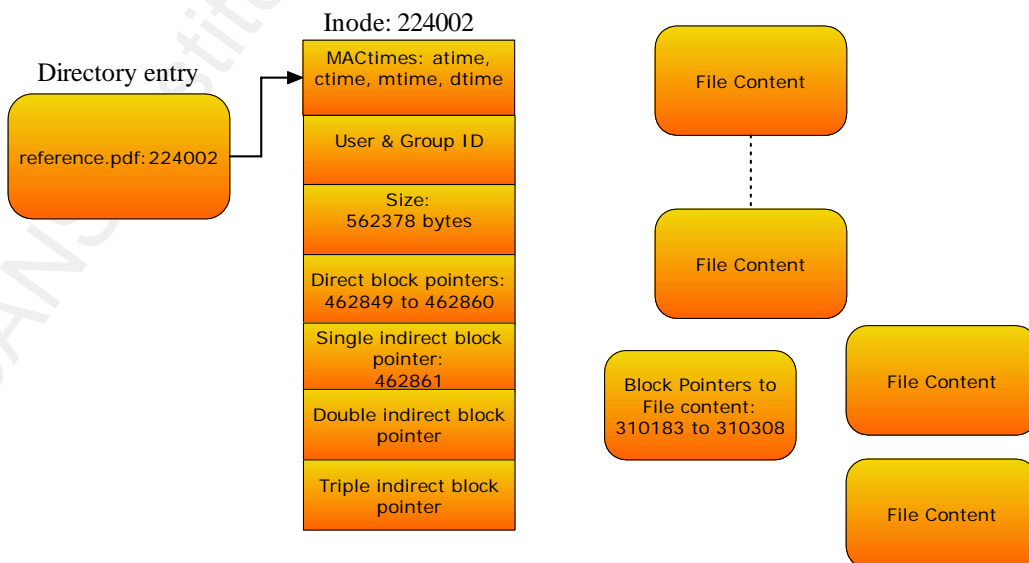 Inode: 224002
Directory entry
reference.pdf:224002
MACtimes: atime,
ctime, mtime, dtime
User & Group ID
Size:
562378 bytes
Direct block pointers:
462849 to 462860
Single indirect block
pointer:
462861
Double indirect block
pointer
Triple indirect block
pointer
File Content
File Content
Block Pointers to
File content:
310183 to 310308
File Content
File Content